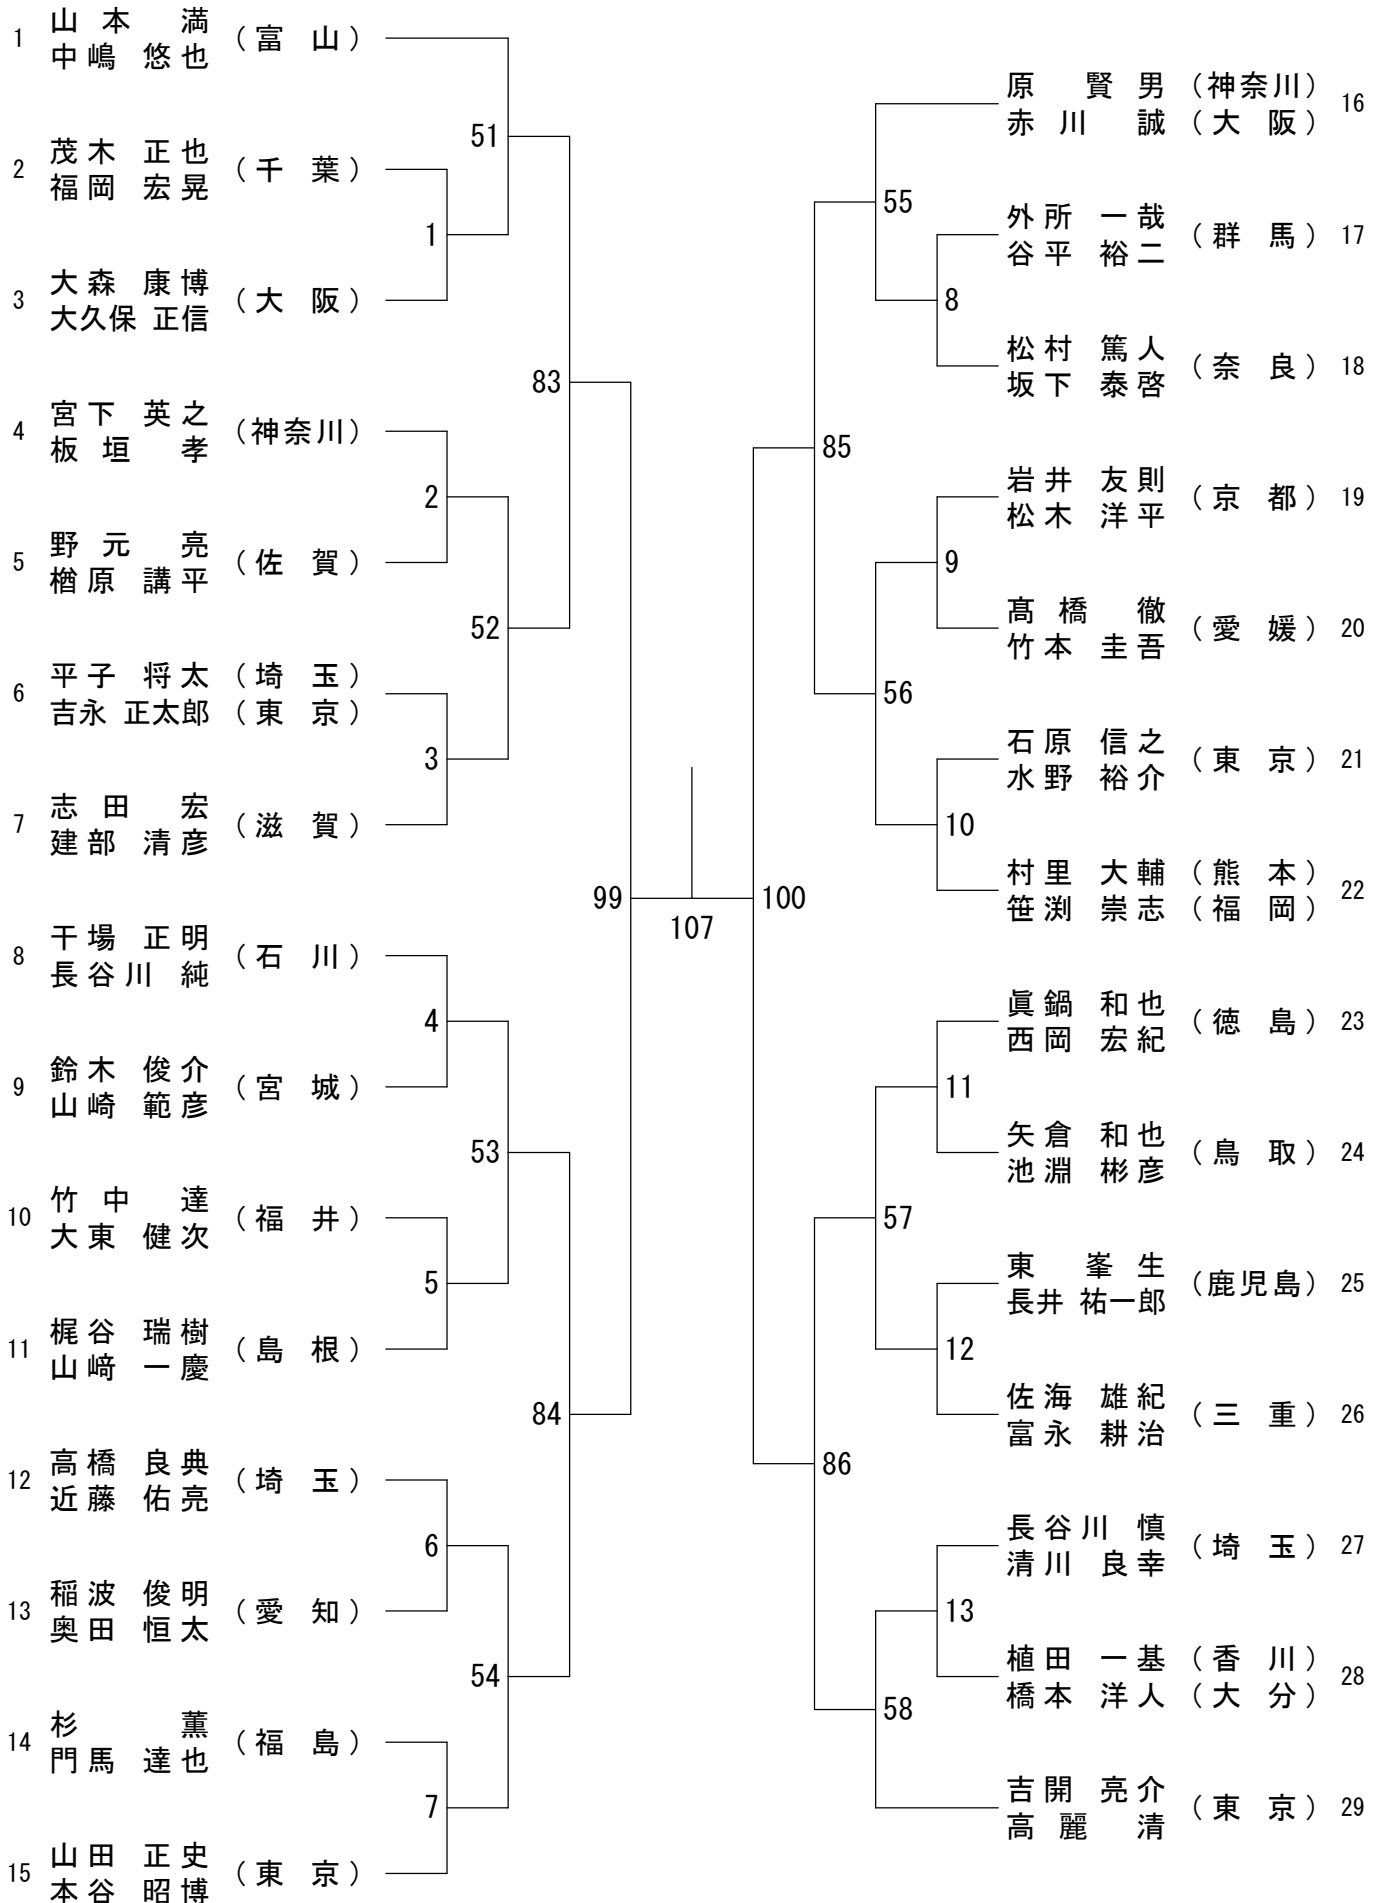 1 山本 満 (富 山)
中嶋 悠也
2 茂木 正也 (千 葉)
福岡 宏晃
3 大森 康博 (大 阪)
大久保 正信
4 宮下 英之 (神奈川)
板垣 孝
5 野元 亮 (佐 賀)
楢原 講平
6 平子 将太 (埼 玉)
吉永 正太郎 (東 京)
7 志田 宏 (滋 賀)
建部 清彦
8 干場 正明 (石 川)
長谷川 純
9 鈴木 俊介 (宮 城)
山崎 範彦
10 竹中 達 (福 井)
大東 健次
11 梶谷 瑞樹 (島 根)
山﨑 一慶
12 高橋 良典 (埼 玉)
近藤 佑亮
13 稲波 俊明 (愛 知)
奥田 恒太
14 杉 薫 (福 島)
門馬 達也
15 山田 正史 (東 京)
本谷 昭博
1
2
3
4
5
6
7
51
52
53
54
83
84
99
107
100
85
86
55
56
57
58
8
9
10
11
12
13
原 賢男 (神奈川) 16
赤川 誠 (大 阪)
外所 一哉 (群 馬) 17
谷平 裕二
松村 篤人 (奈 良) 18
坂下 泰啓
岩井 友則 (京 都) 19
松木 洋平
髙橋 徹 (愛 媛) 20
竹本 圭吾
石原 信之 (東 京) 21
水野 裕介
村里 大輔 (熊 本) 22
笹渕 崇志 (福 岡)
眞鍋 和也 (徳 島) 23
西岡 宏紀
矢倉 和也 (鳥 取) 24
池淵 彬彦
東 峯生 (鹿児島) 25
長井 祐一郎
佐海 雄紀 (三 重) 26
富永 耕治
長谷川 慎 (埼 玉) 27
清川 良幸
植田 一基 (香 川) 28
橋本 洋人 (大 分)
吉開 亮介 (東 京) 29
高麗 清